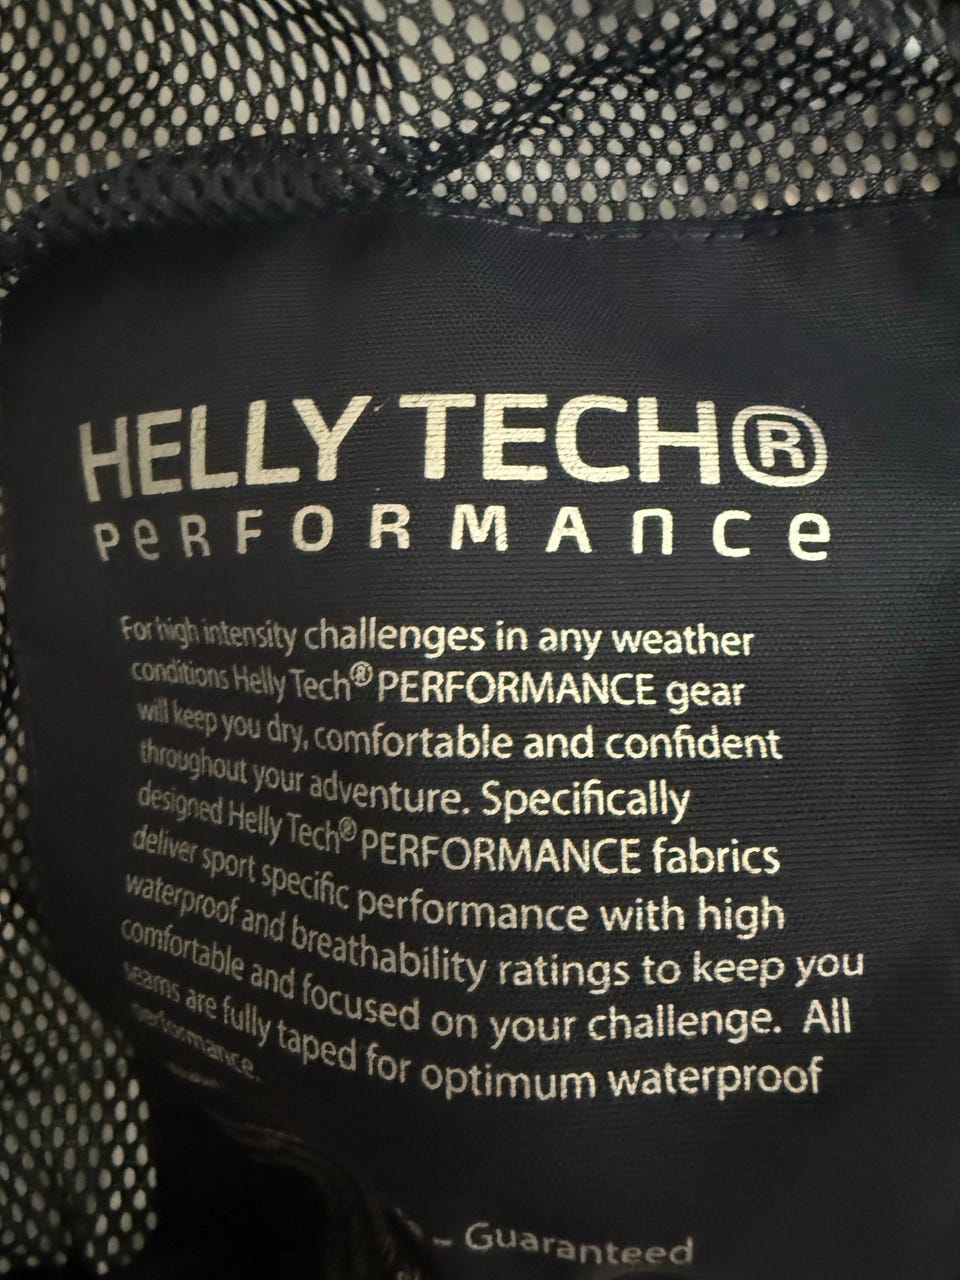 HELLY TECH®
PeRFORMAnce
For high intensity challenges in any weather
conditions Helly Tech® PERFORMANCE gear
will keep you dry, comfortable and confident
throughout your adventure. Specifically
designed Helly Tech® PERFORMANCE fabrics
deliver sport specific performance with high
waterproof and breathability ratings to keep you
comfortable and focused on your challenge. All
seams are fully taped for optimum waterproof
performance.
– Guaranteed